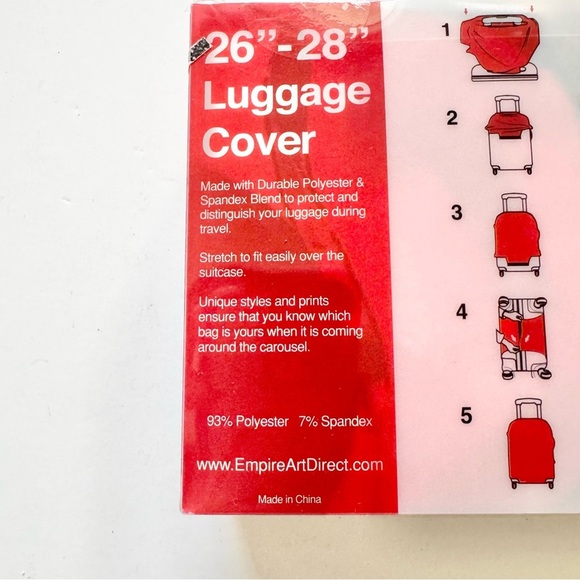 26”-28”
Luggage
Cover
Made with Durable Polyester &
Spandex Blend to protect and
distinguish your luggage during
travel.
Stretch to fit easily over the
suitcase.
Unique styles and prints
ensure that you know which
bag is yours when it is coming
around the carousel.
93% Polyester 7% Spandex
www.EmpireArtDirect.com
Made in China
1
2
3
4
5